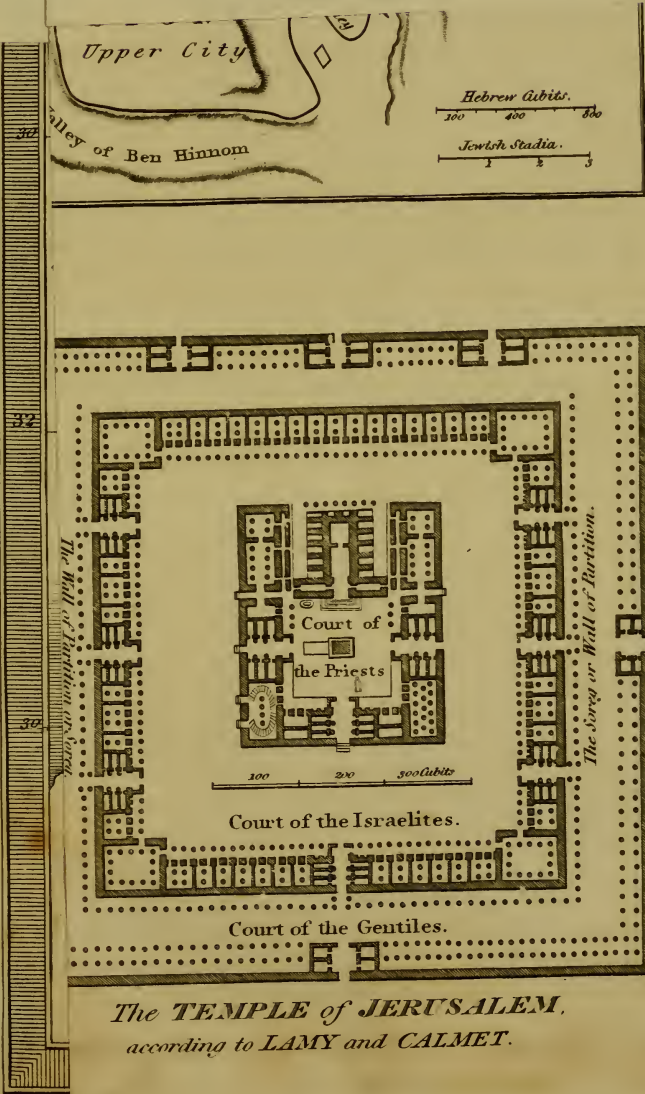 Upper City
Valley of Ben Hinnom
Hebrew Cubits.
200 400 800
Jewish Stadia.
1 2 3
30
32
30
The Wall of Partition or Soreg.
The Soreg or Wall of Partition.
Court of
the Priests
100 200 300 Cubits
Court of the Israelites.
Court of the Gentiles.
The TEMPLE of JERUSALEM,
according to LAMY and CALMET.